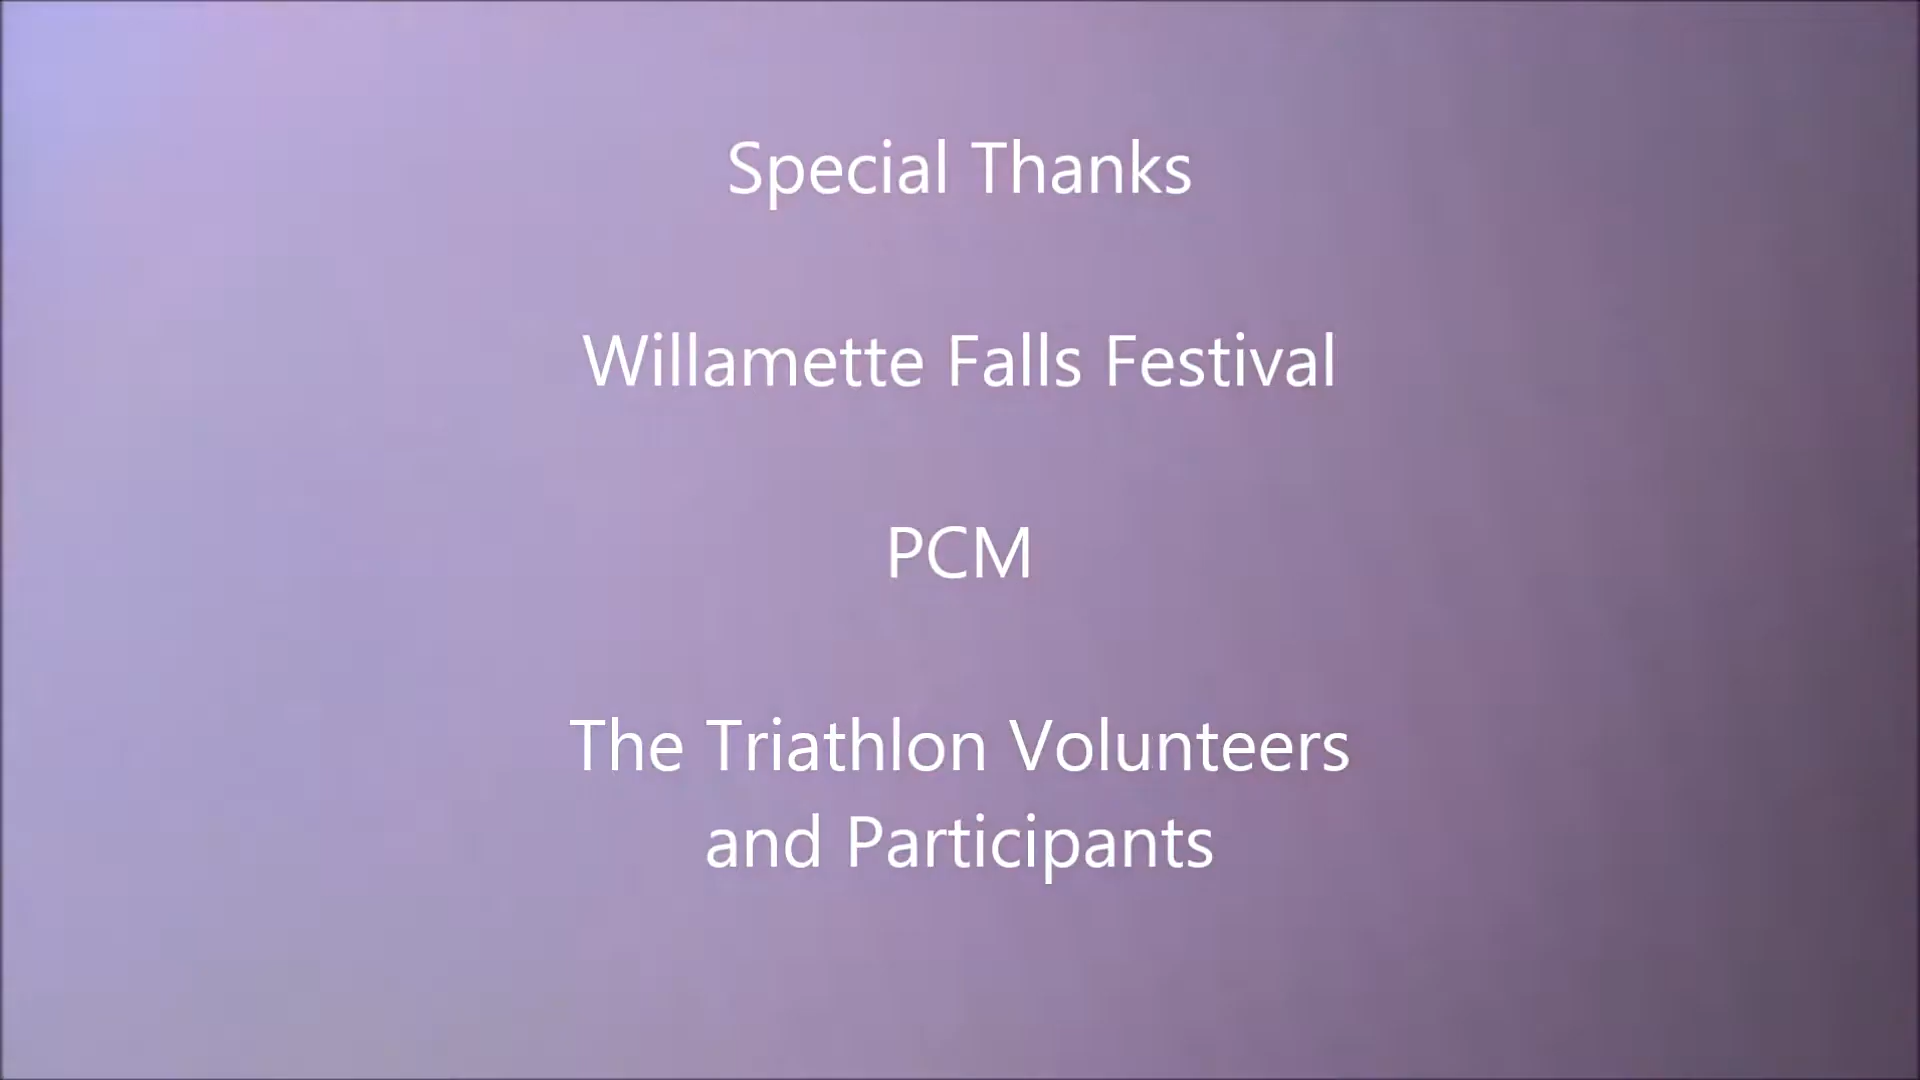 Special Thanks
Willamette Falls Festival
PCM
The Triathlon Volunteers
and Participants